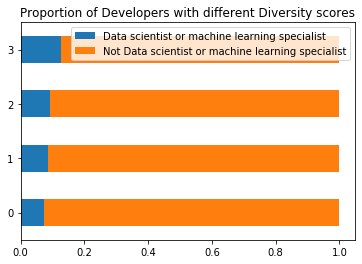 Proportion of Developers with different Diversity scores
Data scientist or machine learning specialist
Not Data scientist or machine learning specialist
3
2
1
0
0.0 0.2 0.4 0.6 0.8 1.0